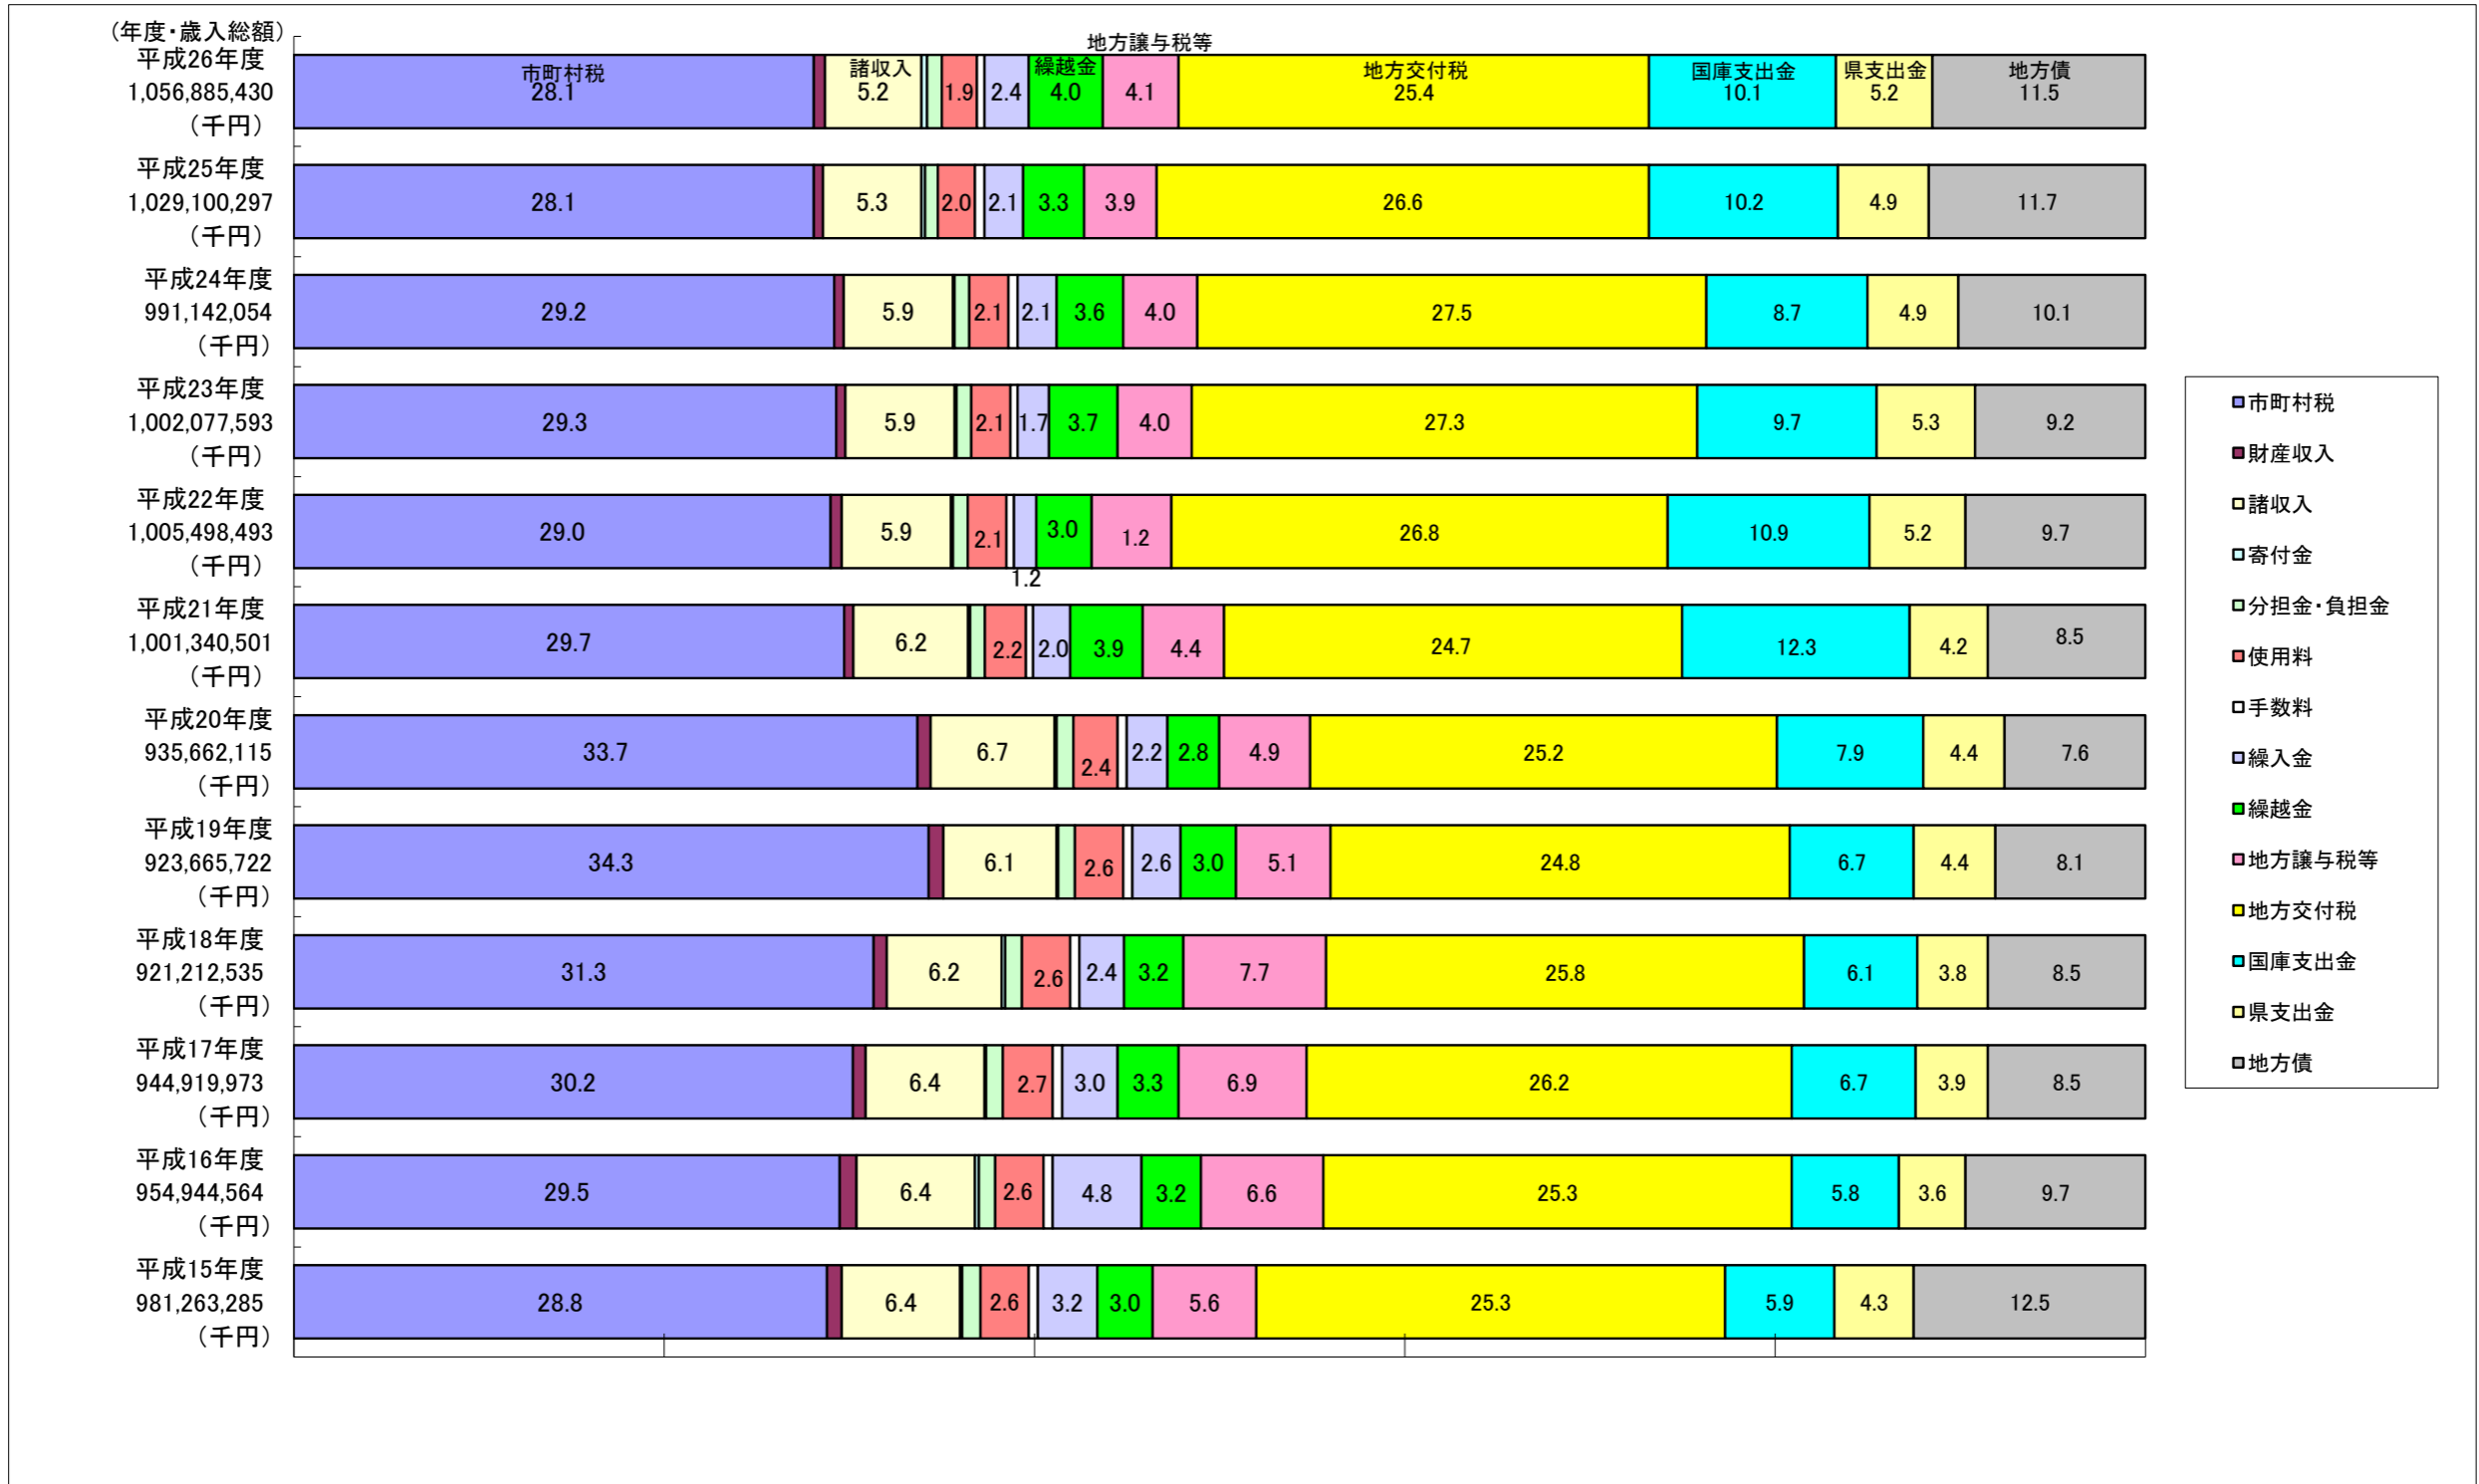 （年度・歳入総額）
地方譲与税等
平成26年度
1,056,885,430
（千円）
市町村税 諸収入 繰越金 地方交付税 国庫支出金 県支出金 地方債
28.1 5.2 1.9 2.4 4.0 4.1 25.4 10.1 5.2 11.5
平成25年度
1,029,100,297
（千円）
28.1 5.3 2.0 2.1 3.3 3.9 26.6 10.2 4.9 11.7
平成24年度
991,142,054
（千円）
29.2 5.9 2.1 2.1 3.6 4.0 27.5 8.7 4.9 10.1
平成23年度
1,002,077,593
（千円）
29.3 5.9 2.1 1.7 3.7 4.0 27.3 9.7 5.3 9.2
平成22年度
1,005,498,493
（千円）
29.0 5.9 2.1 3.0 1.2 26.8 10.9 5.2 9.7
1.2
平成21年度
1,001,340,501
（千円）
29.7 6.2 2.2 2.0 3.9 4.4 24.7 12.3 4.2 8.5
平成20年度
935,662,115
（千円）
33.7 6.7 2.4 2.2 2.8 4.9 25.2 7.9 4.4 7.6
平成19年度
923,665,722
（千円）
34.3 6.1 2.6 2.6 3.0 5.1 24.8 6.7 4.4 8.1
平成18年度
921,212,535
（千円）
31.3 6.2 2.6 2.4 3.2 7.7 25.8 6.1 3.8 8.5
平成17年度
944,919,973
（千円）
30.2 6.4 2.7 3.0 3.3 6.9 26.2 6.7 3.9 8.5
平成16年度
954,944,564
（千円）
29.5 6.4 2.6 4.8 3.2 6.6 25.3 5.8 3.6 9.7
平成15年度
981,263,285
（千円）
28.8 6.4 2.6 3.2 3.0 5.6 25.3 5.9 4.3 12.5
市町村税
財産収入
諸収入
寄付金
分担金・負担金
使用料
手数料
繰入金
繰越金
地方譲与税等
地方交付税
国庫支出金
県支出金
地方債